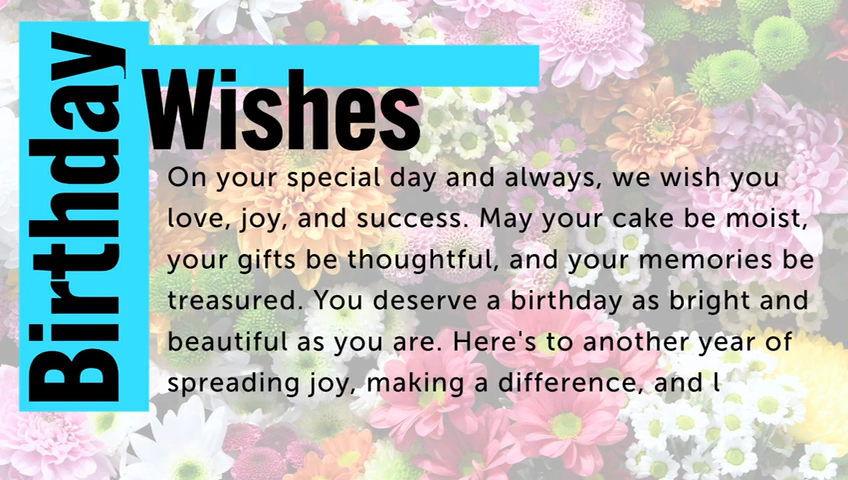 Birthday
Wishes
On your special day and always, we wish you
love, joy, and success. May your cake be moist,
your gifts be thoughtful, and your memories be
treasured. You deserve a birthday as bright and
beautiful as you are. Here's to another year of
spreading joy, making a difference, and l